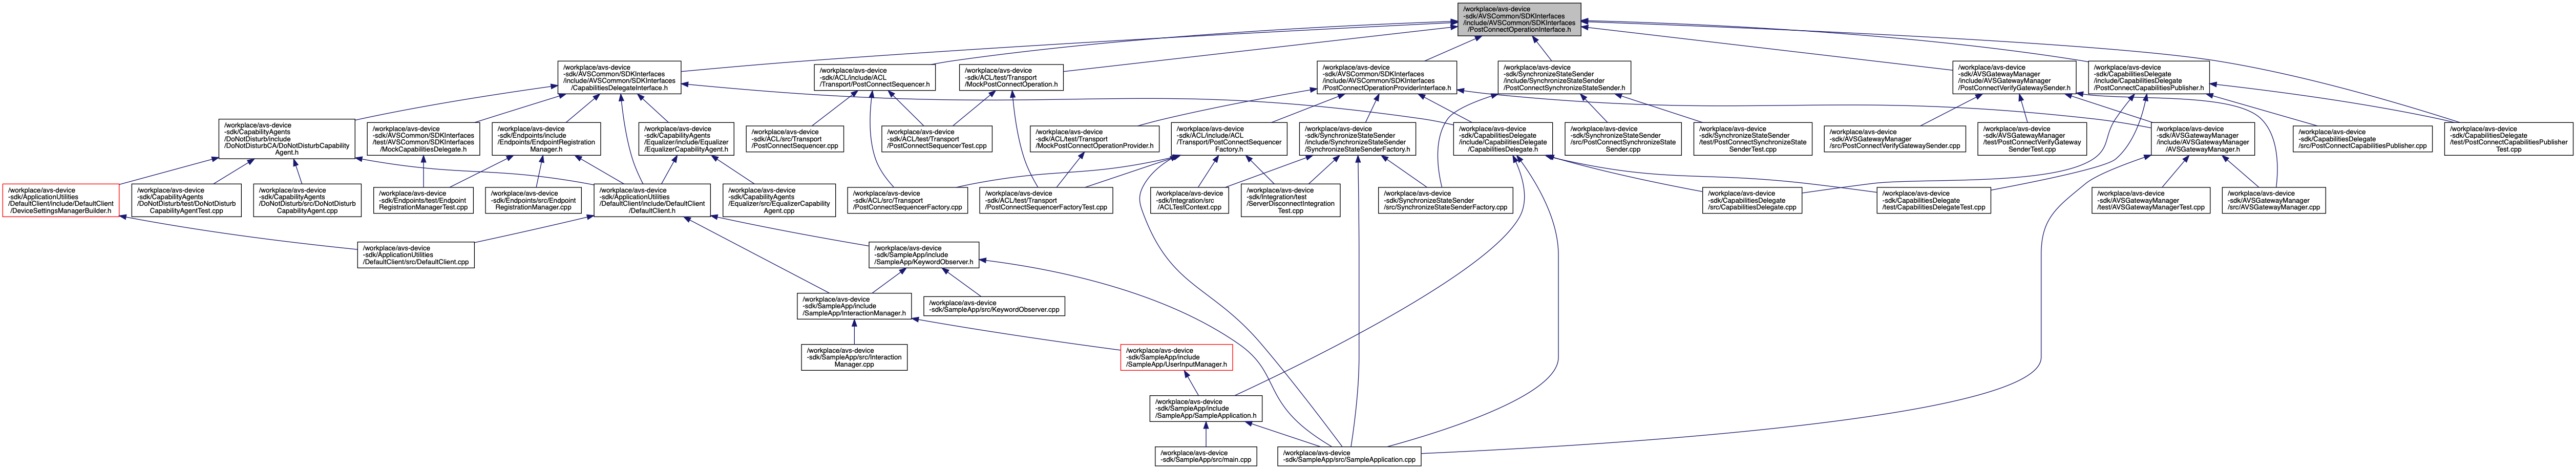 /workplace/avs-device
-sdk/AVSCommon/SDKInterfaces
/include/AVSCommon/SDKInterfaces
/PostConnectOperationInterface.h
/workplace/avs-device
-sdk/AVSCommon/SDKInterfaces
/include/AVSCommon/SDKInterfaces
/CapabilitiesDelegateInterface.h
/workplace/avs-device
-sdk/ACL/include/ACL
/Transport/PostConnectSequencer.h
/workplace/avs-device
-sdk/ACL/test/Transport
/MockPostConnectOperation.h
/workplace/avs-device
-sdk/AVSCommon/SDKInterfaces
/include/AVSCommon/SDKInterfaces
/PostConnectOperationProviderInterface.h
/workplace/avs-device
-sdk/SynchronizeStateSender
/include/SynchronizeStateSender
/PostConnectSynchronizeStateSender.h
/workplace/avs-device
-sdk/AVSGatewayManager
/include/AVSGatewayManager
/PostConnectVerifyGatewaySender.h
/workplace/avs-device
-sdk/CapabilitiesDelegate
/include/CapabilitiesDelegate
/PostConnectCapabilitiesPublisher.h
/workplace/avs-device
-sdk/CapabilityAgents
/DoNotDisturb/include
/DoNotDisturbCA/DoNotDisturbCapability
Agent.h
/workplace/avs-device
-sdk/AVSCommon/SDKInterfaces
/test/AVSCommon/SDKInterfaces
/MockCapabilitiesDelegate.h
/workplace/avs-device
-sdk/Endpoints/include
/Endpoints/EndpointRegistration
Manager.h
/workplace/avs-device
-sdk/CapabilityAgents
/Equalizer/include/Equalizer
/EqualizerCapabilityAgent.h
/workplace/avs-device
-sdk/ACL/src/Transport
/PostConnectSequencer.cpp
/workplace/avs-device
-sdk/ACL/test/Transport
/PostConnectSequencerTest.cpp
/workplace/avs-device
-sdk/ACL/test/Transport
/MockPostConnectOperationProvider.h
/workplace/avs-device
-sdk/ACL/include/ACL
/Transport/PostConnectSequencer
Factory.h
/workplace/avs-device
-sdk/SynchronizeStateSender
/include/SynchronizeStateSender
/SynchronizeStateSenderFactory.h
/workplace/avs-device
-sdk/CapabilitiesDelegate
/include/CapabilitiesDelegate
/CapabilitiesDelegate.h
/workplace/avs-device
-sdk/SynchronizeStateSender
/src/PostConnectSynchronizeState
Sender.cpp
/workplace/avs-device
-sdk/SynchronizeStateSender
/test/PostConnectSynchronizeState
SenderTest.cpp
/workplace/avs-device
-sdk/AVSGatewayManager
/src/PostConnectVerifyGatewaySender.cpp
/workplace/avs-device
-sdk/AVSGatewayManager
/test/PostConnectVerifyGateway
SenderTest.cpp
/workplace/avs-device
-sdk/AVSGatewayManager
/include/AVSGatewayManager
/AVSGatewayManager.h
/workplace/avs-device
-sdk/CapabilitiesDelegate
/src/PostConnectCapabilitiesPublisher.cpp
/workplace/avs-device
-sdk/CapabilitiesDelegate
/test/PostConnectCapabilitiesPublisher
Test.cpp
/workplace/avs-device
-sdk/ApplicationUtilities
/DefaultClient/include/DefaultClient
/DeviceSettingsManagerBuilder.h
/workplace/avs-device
-sdk/CapabilityAgents
/DoNotDisturb/test/DoNotDisturb
CapabilityAgentTest.cpp
/workplace/avs-device
-sdk/CapabilityAgents
/DoNotDisturb/src/DoNotDisturb
CapabilityAgent.cpp
/workplace/avs-device
-sdk/Endpoints/test/Endpoint
RegistrationManagerTest.cpp
/workplace/avs-device
-sdk/Endpoints/src/Endpoint
RegistrationManager.cpp
/workplace/avs-device
-sdk/ApplicationUtilities
/DefaultClient/include/DefaultClient
/DefaultClient.h
/workplace/avs-device
-sdk/CapabilityAgents
/Equalizer/src/EqualizerCapability
Agent.cpp
/workplace/avs-device
-sdk/ACL/src/Transport
/PostConnectSequencerFactory.cpp
/workplace/avs-device
-sdk/ACL/test/Transport
/PostConnectSequencerFactoryTest.cpp
/workplace/avs-device
-sdk/Integration/src
/ACLTestContext.cpp
/workplace/avs-device
-sdk/Integration/test
/ServerDisconnectIntegration
Test.cpp
/workplace/avs-device
-sdk/SynchronizeStateSender
/src/SynchronizeStateSenderFactory.cpp
/workplace/avs-device
-sdk/CapabilitiesDelegate
/src/CapabilitiesDelegate.cpp
/workplace/avs-device
-sdk/CapabilitiesDelegate
/test/CapabilitiesDelegateTest.cpp
/workplace/avs-device
-sdk/AVSGatewayManager
/test/AVSGatewayManagerTest.cpp
/workplace/avs-device
-sdk/AVSGatewayManager
/src/AVSGatewayManager.cpp
/workplace/avs-device
-sdk/ApplicationUtilities
/DefaultClient/src/DefaultClient.cpp
/workplace/avs-device
-sdk/SampleApp/include
/SampleApp/KeywordObserver.h
/workplace/avs-device
-sdk/SampleApp/include
/SampleApp/InteractionManager.h
/workplace/avs-device
-sdk/SampleApp/src/KeywordObserver.cpp
/workplace/avs-device
-sdk/SampleApp/src/Interaction
Manager.cpp
/workplace/avs-device
-sdk/SampleApp/include
/SampleApp/UserInputManager.h
/workplace/avs-device
-sdk/SampleApp/include
/SampleApp/SampleApplication.h
/workplace/avs-device
-sdk/SampleApp/src/main.cpp
/workplace/avs-device
-sdk/SampleApp/src/SampleApplication.cpp